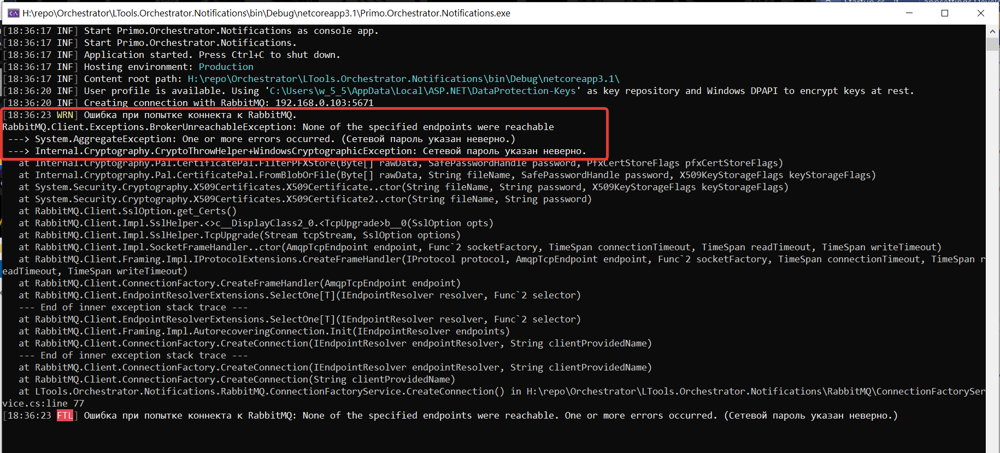 H:\repo\Orchestrator\LTools.Orchestrator.Notifications\bin\Debug\netcoreapp3.1\Primo.Orchestrator.Notifications.exe
[18:36:17 INF] Start Primo.Orchestrator.Notifications as console app.
[18:36:17 INF] Start Primo.Orchestrator.Notifications.
[18:36:17 INF] Application started. Press Ctrl+C to shut down.
[18:36:17 INF] Hosting environment: Production
[18:36:17 INF] Content root path: H:\repo\Orchestrator\LTools.Orchestrator.Notifications\bin\Debug\netcoreapp3.1\
[18:36:20 INF] User profile is available. Using 'C:\Users\w_5_5\AppData\Local\ASP.NET\DataProtection-Keys' as key repository and Windows DPAPI to encrypt keys at rest.
[18:36:20 INF] Creating connection with RabbitMQ: 192.168.0.103:5671
[18:36:23 WRN] Ошибка при попытке коннекта к RabbitMQ.
RabbitMQ.Client.Exceptions.BrokerUnreachableException: None of the specified endpoints were reachable
---> System.AggregateException: One or more errors occurred. (Сетевой пароль указан неверно.)
---> Internal.Cryptography.CryptoThrowHelper+WindowsCryptographicException: Сетевой пароль указан неверно.
at Internal.Cryptography.Pal.CertificatePal.FilterPFXStore(Byte[] rawData, SafePasswordHandle password, PfxCertStoreFlags pfxCertStoreFlags)
at Internal.Cryptography.Pal.CertificatePal.FromBlobOrFile(Byte[] rawData, String fileName, SafePasswordHandle password, X509KeyStorageFlags keyStorageFlags)
at System.Security.Cryptography.X509Certificates.X509Certificate..ctor(String fileName, String password, X509KeyStorageFlags keyStorageFlags)
at System.Security.Cryptography.X509Certificates.X509Certificate2..ctor(String fileName, String password)
at RabbitMQ.Client.SslOption.get_Certs()
at RabbitMQ.Client.Impl.SslHelper.<>c__DisplayClass2_0.<TcpUpgrade>b__0(SslOption opts)
at RabbitMQ.Client.Impl.SslHelper.TcpUpgrade(Stream tcpStream, SslOption options)
at RabbitMQ.Client.Impl.SocketFrameHandler..ctor(AmqpTcpEndpoint endpoint, Func`2 socketFactory, TimeSpan connectionTimeout, TimeSpan readTimeout, TimeSpan writeTimeout)
at RabbitMQ.Client.Framing.Impl.IProtocolExtensions.CreateFrameHandler(IProtocol protocol, AmqpTcpEndpoint endpoint, Func`2 socketFactory, TimeSpan connectionTimeout, TimeSpan r
eadTimeout, TimeSpan writeTimeout)
at RabbitMQ.Client.ConnectionFactory.CreateFrameHandler(AmqpTcpEndpoint endpoint)
at RabbitMQ.Client.EndpointResolverExtensions.SelectOne[T](IEndpointResolver resolver, Func`2 selector)
--- End of inner exception stack trace ---
at RabbitMQ.Client.EndpointResolverExtensions.SelectOne[T](IEndpointResolver resolver, Func`2 selector)
at RabbitMQ.Client.Framing.Impl.AutorecoveringConnection.Init(IEndpointResolver endpoints)
at RabbitMQ.Client.ConnectionFactory.CreateConnection(IEndpointResolver endpointResolver, String clientProvidedName)
--- End of inner exception stack trace ---
at RabbitMQ.Client.ConnectionFactory.CreateConnection(IEndpointResolver endpointResolver, String clientProvidedName)
at RabbitMQ.Client.ConnectionFactory.CreateConnection(String clientProvidedName)
at LTools.Orchestrator.Notifications.RabbitMQ.ConnectionFactoryService.CreateConnection() in H:\repo\Orchestrator\LTools.Orchestrator.Notifications\RabbitMQ\ConnectionFactorySer
vice.cs:line 77
[18:36:23 FTL] Ошибка при попытке коннекта к RabbitMQ: None of the specified endpoints were reachable. One or more errors occurred. (Сетевой пароль указан неверно.)